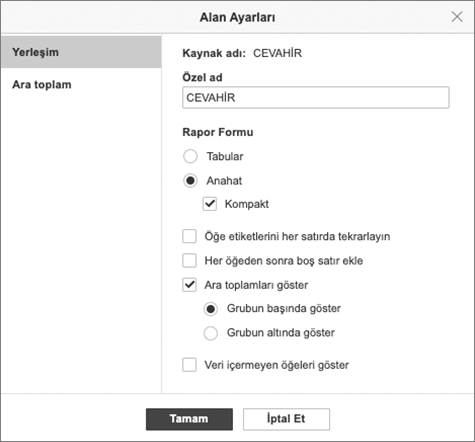 Alan Ayarları
Yerleşim
Ara toplam
Kaynak adı: CEVAHİR
Özel ad
CEVAHİR
Rapor Formu
Tabular
Anahat
Kompakt
Öğe etiketlerini her satırda tekrarlayın
Her öğeden sonra boş satır ekle
Ara toplamları göster
Grubun başında göster
Grubun altında göster
Veri içermeyen öğeleri göster
Tamam
İptal Et